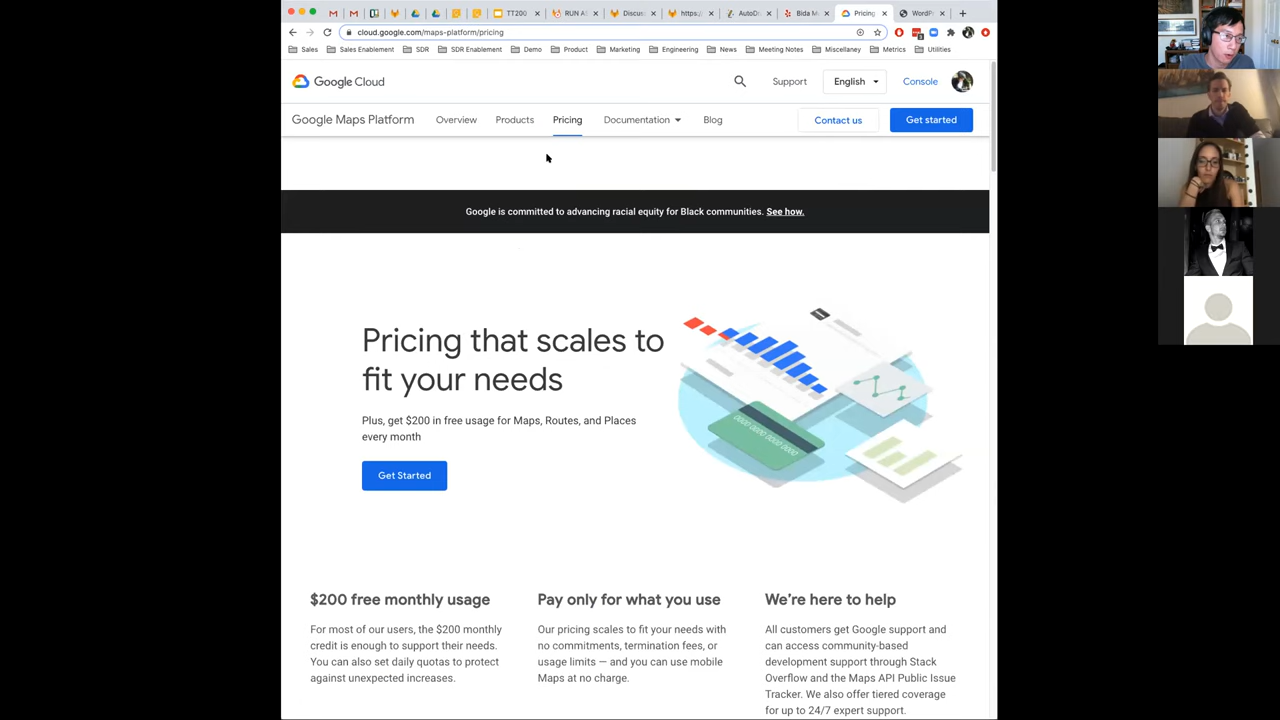 TT200
RUN A
Discus
https:/
AutoD
Bida M
Pricing
WordP
cloud.google.com/maps-platform/pricing
Sales
Sales Enablement
SDR
SDR Enablement
Demo
Product
Marketing
Engineering
News
Meeting Notes
Miscellaney
Metrics
Utilities
Google Cloud
Support
English
Console
Google Maps Platform
Overview
Products
Pricing
Documentation
Blog
Contact us
Get started
Google is committed to advancing racial equity for Black communities. See how.
Pricing that scales to
fit your needs
Plus, get $200 in free usage for Maps, Routes, and Places
every month
Get Started
$200 free monthly usage
For most of our users, the $200 monthly
credit is enough to support their needs.
You can also set daily quotas to protect
against unexpected increases.
Pay only for what you use
Our pricing scales to fit your needs with
no commitments, termination fees, or
usage limits — and you can use mobile
Maps at no charge.
We're here to help
All customers get Google support and
can access community-based
development support through Stack
Overflow and the Maps API Public Issue
Tracker. We also offer tiered coverage
for up to 24/7 expert support.